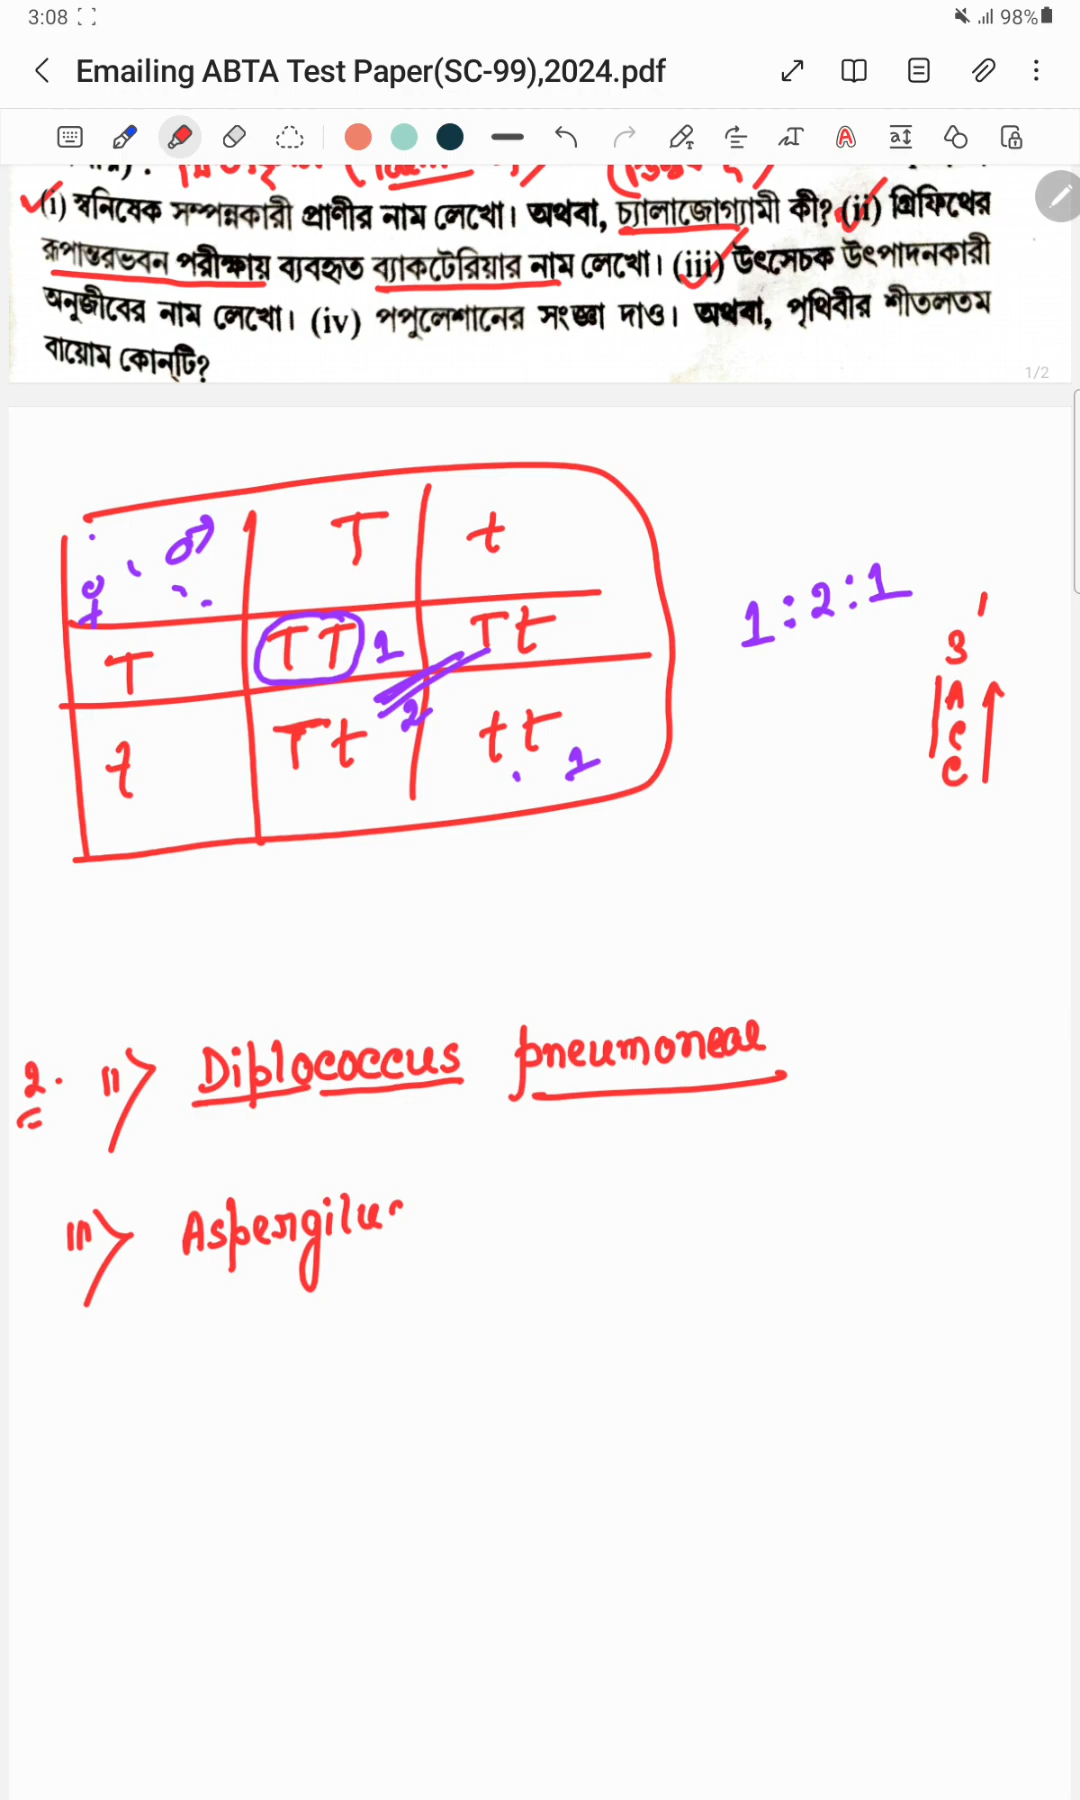 3:08
98%
Emailing ABTA Test Paper(SC-99),2024.pdf
(i) স্বনিষেক সম্পন্নকারী প্রাণীর নাম লেখো। অথবা, চ্যালাজোগ্যামী কী? (ii) গ্রিফিথের
রূপান্তরভবন পরীক্ষায় ব্যবহৃত ব্যাকটেরিয়ার নাম লেখো। (iii) উৎসেচক উৎপাদনকারী
অনুজীবের নাম লেখো। (iv) পপুলেশানের সংজ্ঞা দাও। অথবা, পৃথিবীর শীতলতম
বায়োম কোন্‌টি?
1/2
♂ T t
♀
T TT 1 Tt
t Tt 2 tt 1
1:2:1
2. ii> Diplococcus pneumoneae
iii> Aspergilus